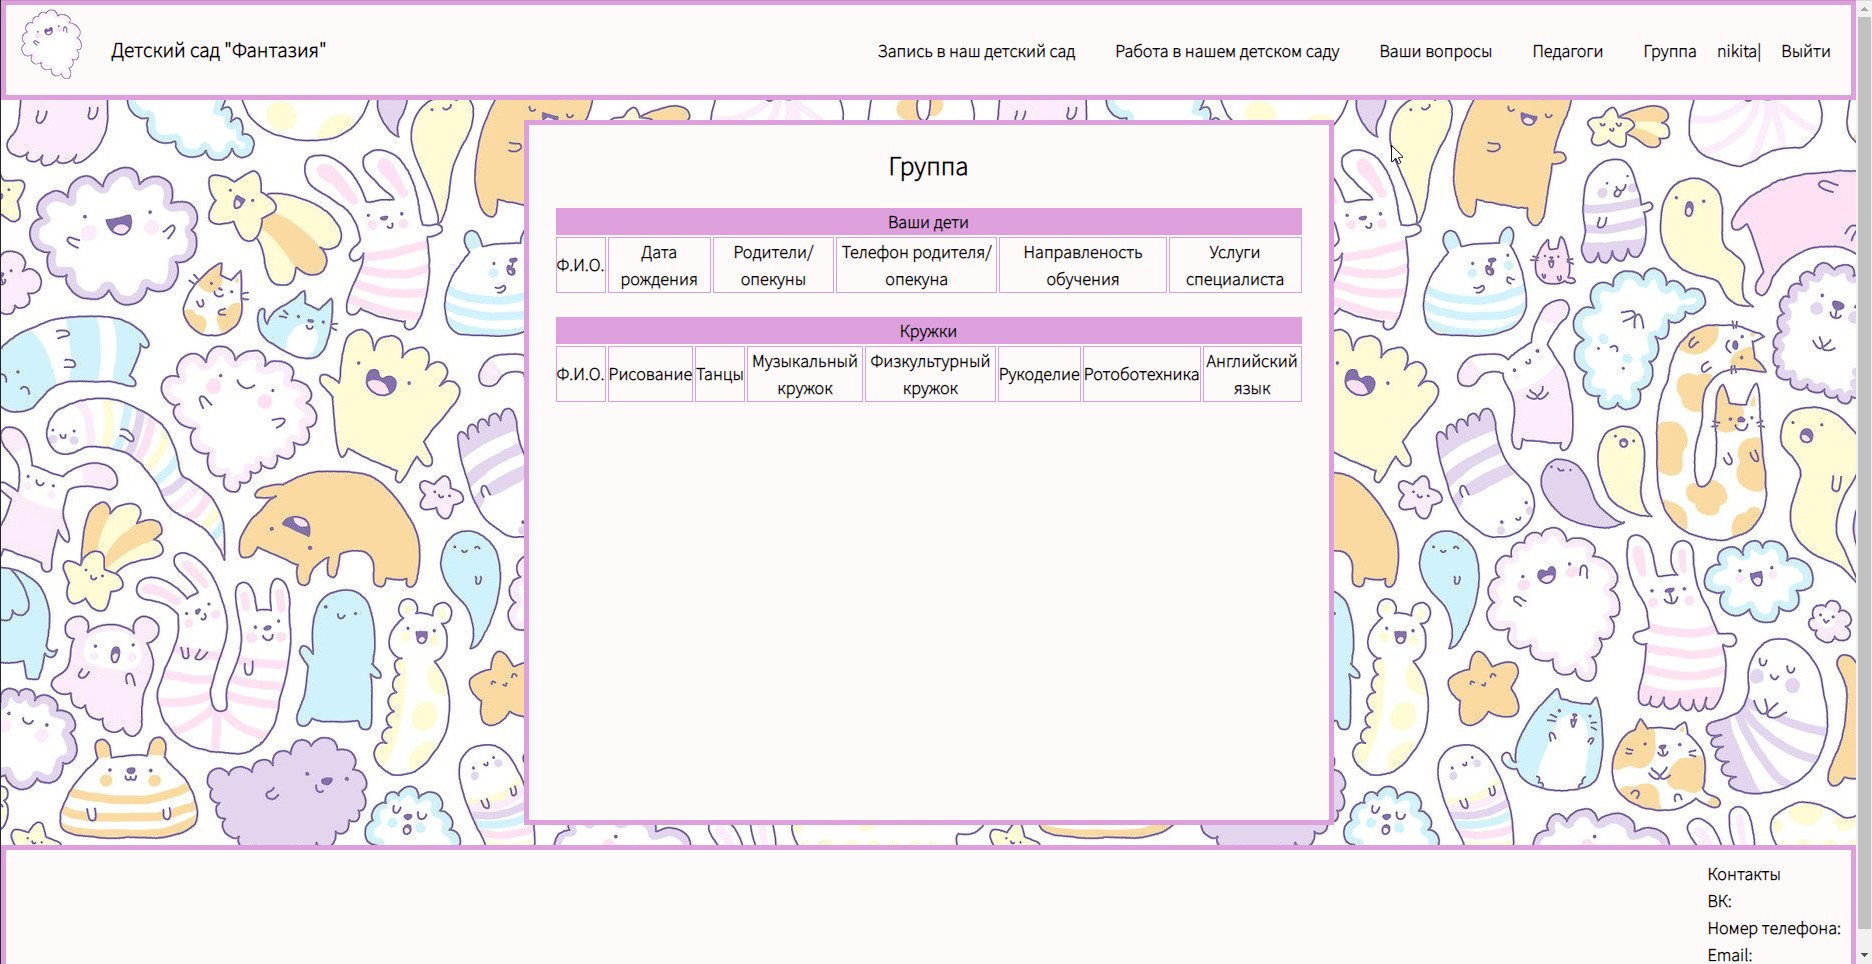 Детский сад "Фантазия"
Запись в наш детский сад Работа в нашем детском саду Ваши вопросы Педагоги Группа nikita| Выйти
Группа
Ваши дети
Ф.И.О. Дата рождения Родители/ опекуны Телефон родителя/ опекуна Направленость обучения Услуги специалиста
Кружки
Ф.И.О. Рисование Танцы Музыкальный кружок Физкультурный кружок Рукоделие Ротоботехника Английский язык
Контакты
ВК:
Номер телефона:
Email: